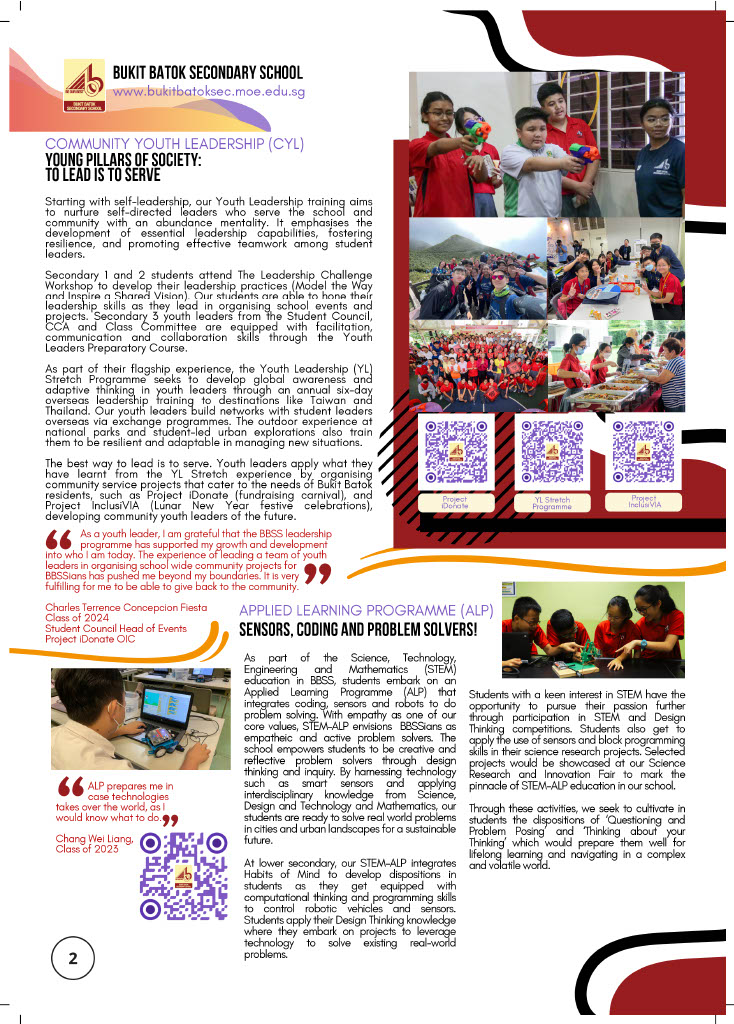 BUKIT BATOK SECONDARY SCHOOL
www.bukitbatoksec.moe.edu.sg
BUKIT BATOK
SECONDARY SCHOOL
COMMUNITY YOUTH LEADERSHIP (CYL)
YOUNG PILLARS OF SOCIETY:
TO LEAD IS TO SERVE
Starting with self-leadership, our Youth Leadership training aims
to nurture self-directed leaders who serve the school and
community with an abundance mentality. It emphasises the
development of essential leadership capabilities, fostering
resilience, and promoting effective teamwork among student
leaders.
Secondary 1 and 2 students attend The Leadership Challenge
Workshop to develop their leadership practices (Model the Way
and Inspire a Shared Vision). Our students are able to hone their
leadership skills as they lead in organising school events and
projects. Secondary 3 youth leaders from the Student Council,
CCA and Class Committee are equipped with facilitation,
communication and collaboration skills through the Youth
Leaders Preparatory Course.
As part of their flagship experience, the Youth Leadership (YL)
Stretch Programme seeks to develop global awareness and
adaptive thinking in youth leaders through an annual six-day
overseas leadership training to destinations like Taiwan and
Thailand. Our youth leaders build networks with student leaders
overseas via exchange programmes. The outdoor experience at
national parks and student-led urban explorations also train
them to be resilient and adaptable in managing new situations.
The best way to lead is to serve. Youth leaders apply what they
have learnt from the YL Stretch experience by organising
community service projects that cater to the needs of Bukit Batok
residents, such as Project iDonate (fundraising carnival), and
Project InclusiVIA (Lunar New Year festive celebrations),
developing community youth leaders of the future.
“ As a youth leader, I am grateful that the BBSS leadership
programme has supported my growth and development
into who I am today. The experience of leading a team of youth
leaders in organising school wide community projects for
BBSSians has pushed me beyond my boundaries. It is very
fulfilling for me to be able to give back to the community. ”
Charles Terrence Concepcion Fiesta
Class of 2024
Student Council Head of Events
Project iDonate OIC
Project
iDonate
YL Stretch
Programme
Project
InclusiVIA
APPLIED LEARNING PROGRAMME (ALP)
SENSORS, CODING AND PROBLEM SOLVERS!
As part of the Science, Technology,
Engineering and Mathematics (STEM)
education in BBSS, students embark on an
Applied Learning Programme (ALP) that
integrates coding, sensors and robots to do
problem solving. With empathy as one of our
core values, STEM-ALP envisions BBSSians as
empatheic and active problem solvers. The
school empowers students to be creative and
reflective problem solvers through design
thinking and inquiry. By harnessing technology
such as smart sensors and applying
interdisciplinary knowledge from Science,
Design and Technology and Mathematics, our
students are ready to solve real world problems
in cities and urban landscapes for a sustainable
future.
At lower secondary, our STEM-ALP integrates
Habits of Mind to develop dispositions in
students as they get equipped with
computational thinking and programming skills
to control robotic vehicles and sensors.
Students apply their Design Thinking knowledge
where they embark on projects to leverage
technology to solve existing real-world
problems.
Students with a keen interest in STEM have the
opportunity to pursue their passion further
through participation in STEM and Design
Thinking competitions. Students also get to
apply the use of sensors and block programming
skills in their science research projects. Selected
projects would be showcased at our Science
Research and Innovation Fair to mark the
pinnacle of STEM-ALP education in our school.
Through these activities, we seek to cultivate in
students the dispositions of 'Questioning and
Problem Posing' and 'Thinking about your
Thinking' which would prepare them well for
lifelong learning and navigating in a complex
and volatile world.
“ ALP prepares me in
case technologies
takes over the world, as I
would know what to do. ”
Chang Wei Liang,
Class of 2023
2